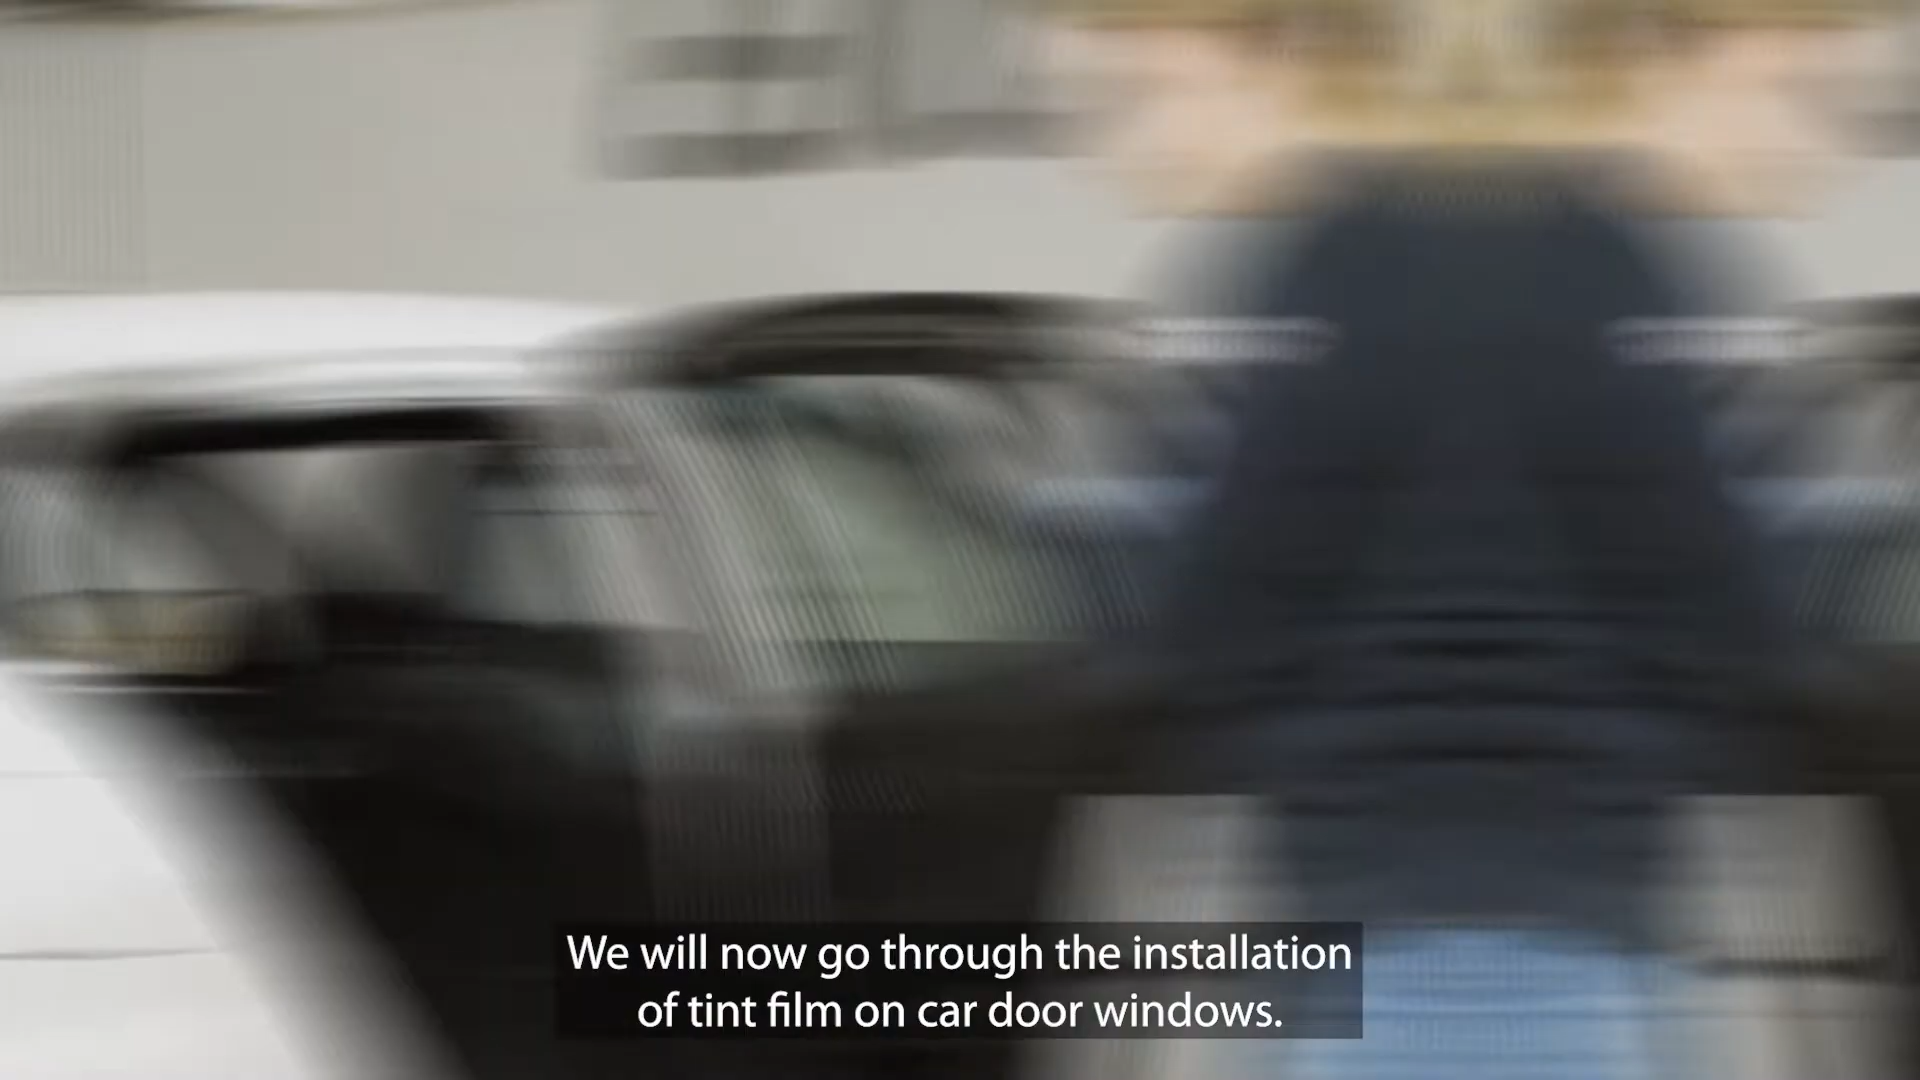 We will now go through the installation
of tint film on car door windows.